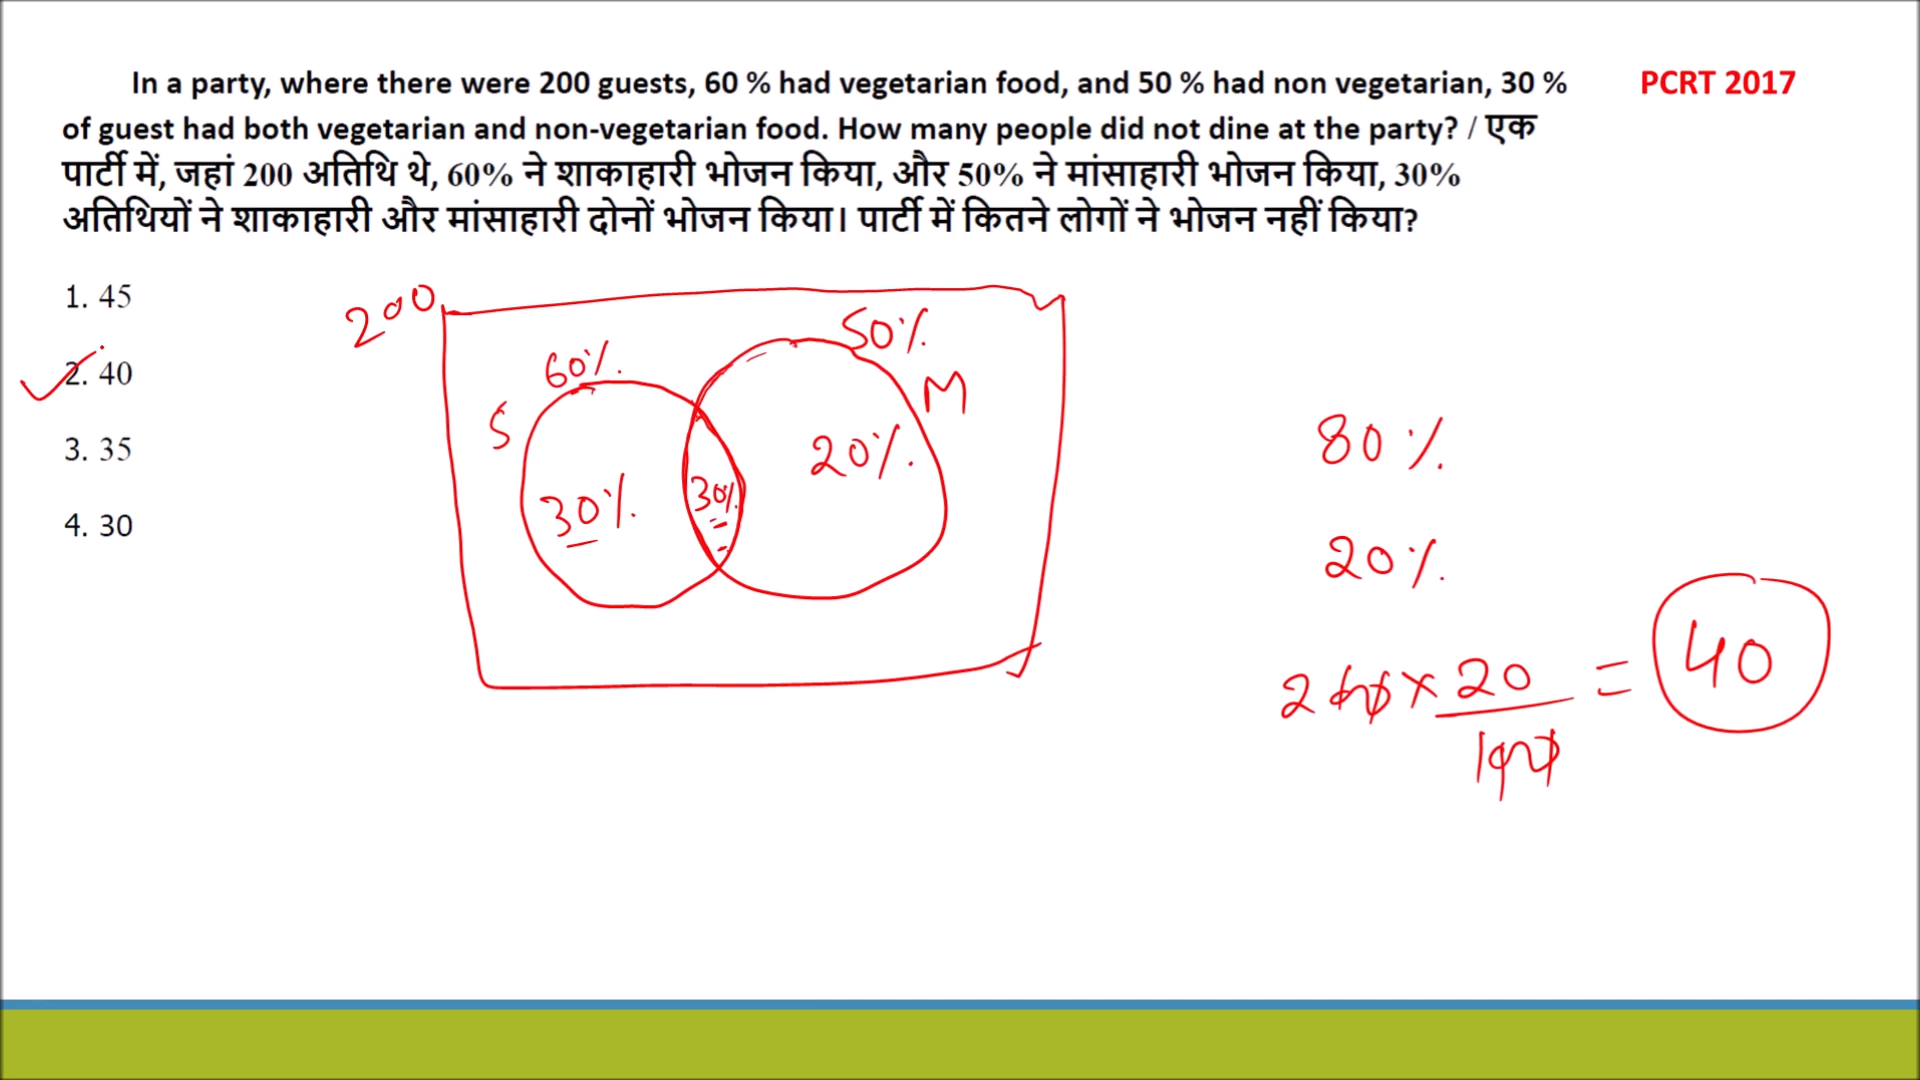 In a party, where there were 200 guests, 60 % had vegetarian food, and 50 % had non vegetarian, 30 % PCRT 2017
of guest had both vegetarian and non-vegetarian food. How many people did not dine at the party? / एक
पार्टी में, जहां 200 अतिथि थे, 60% ने शाकाहारी भोजन किया, और 50% ने मांसाहारी भोजन किया, 30%
अतिथियों ने शाकाहारी और मांसाहारी दोनों भोजन किया। पार्टी में कितने लोगों ने भोजन नहीं किया?
1. 45
2. 40
3. 35
4. 30
200
60%
50%
S
M
30%
30%
20%
80%
20%
200 × 20 = 40
100